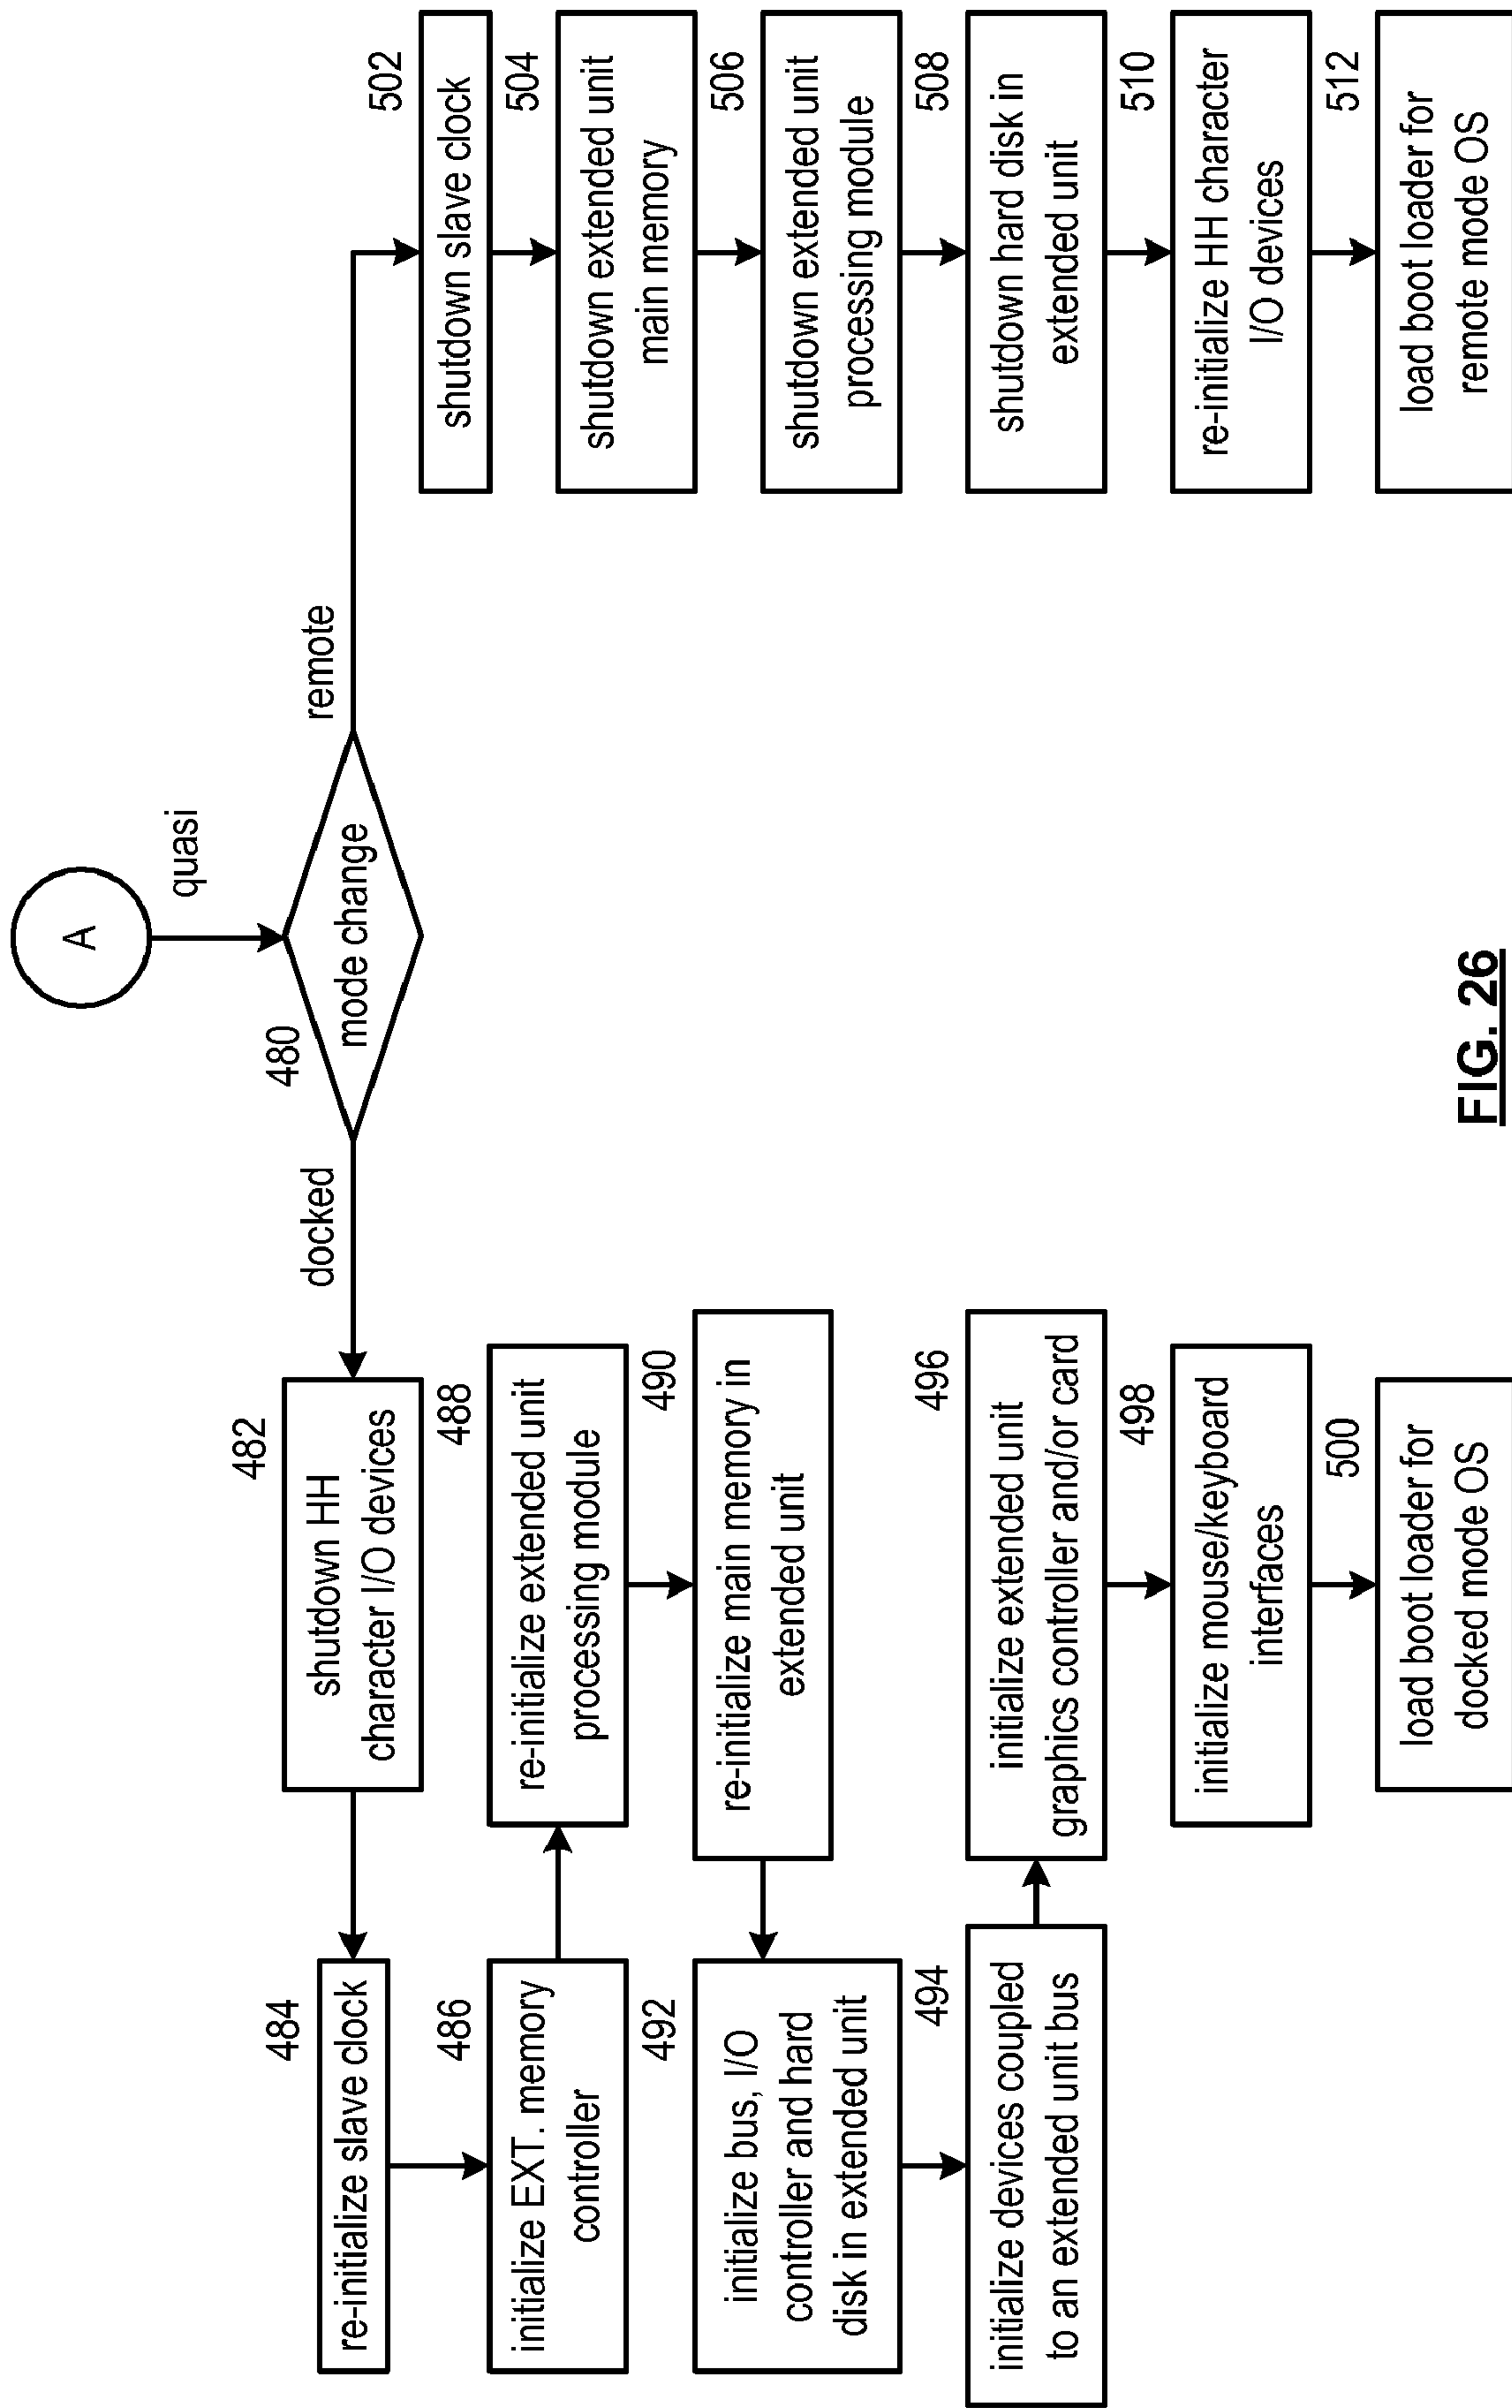 A
quasi
480
mode change
docked
remote
482
shutdown HH
character I/O devices
484
re-initialize slave clock
486
initialize EXT. memory
controller
488
re-initialize extended unit
processing module
490
re-initialize main memory in
extended unit
492
initialize bus, I/O
controller and hard
disk in extended unit
494
initialize devices coupled
to an extended unit bus
496
initialize extended unit
graphics controller and/or card
498
initialize mouse/keyboard
interfaces
500
load boot loader for
docked mode OS
502
shutdown slave clock
504
shutdown extended unit
main memory
506
shutdown extended unit
processing module
508
shutdown hard disk in
extended unit
510
re-initialize HH character
I/O devices
512
load boot loader for
remote mode OS
FIG. 26